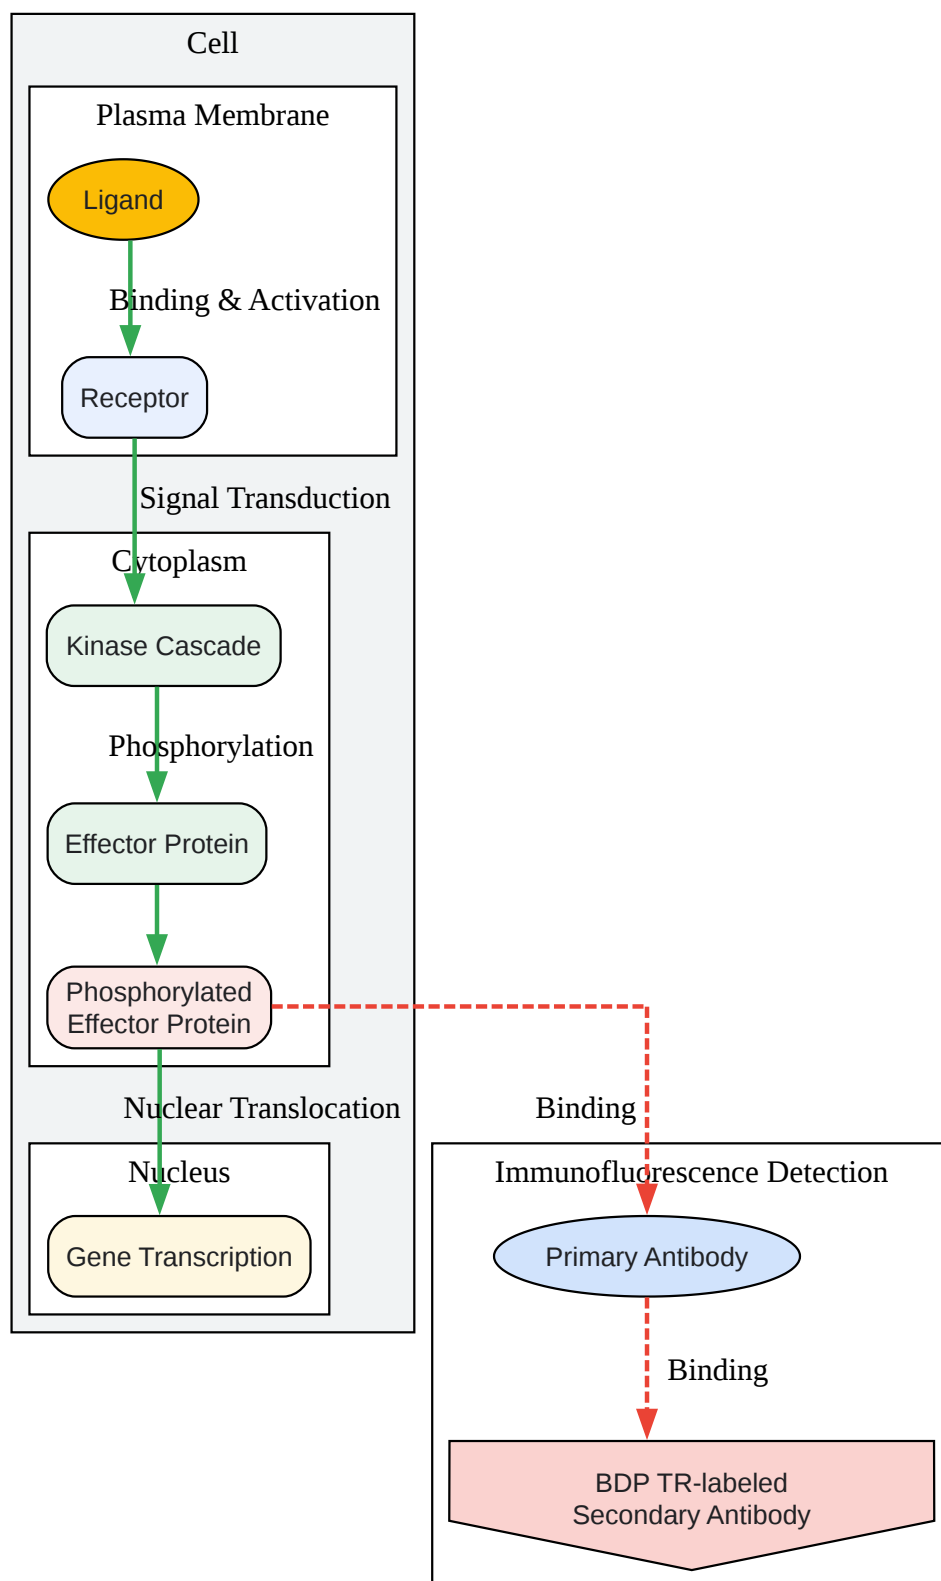 Cell
Plasma Membrane
Ligand
Binding & Activation
Receptor
Signal Transduction
Cytoplasm
Kinase Cascade
Phosphorylation
Effector Protein
Phosphorylated
Effector Protein
Nuclear Translocation
Binding
Nucleus
Immunofluorescence Detection
Gene Transcription
Primary Antibody
Binding
BDP TR-labeled
Secondary Antibody